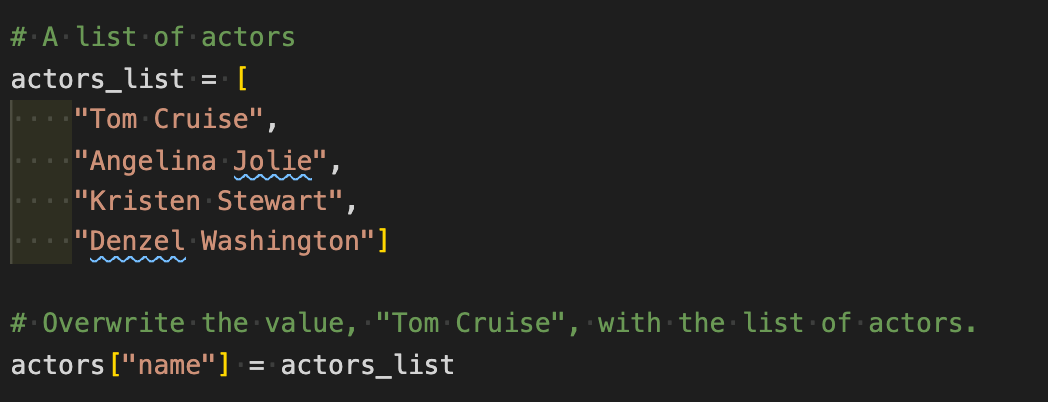 # A list of actors
actors_list = [
    "Tom Cruise",
    "Angelina Jolie",
    "Kristen Stewart",
    "Denzel Washington"]
# Overwrite the value, "Tom Cruise", with the list of actors.
actors["name"] = actors_list